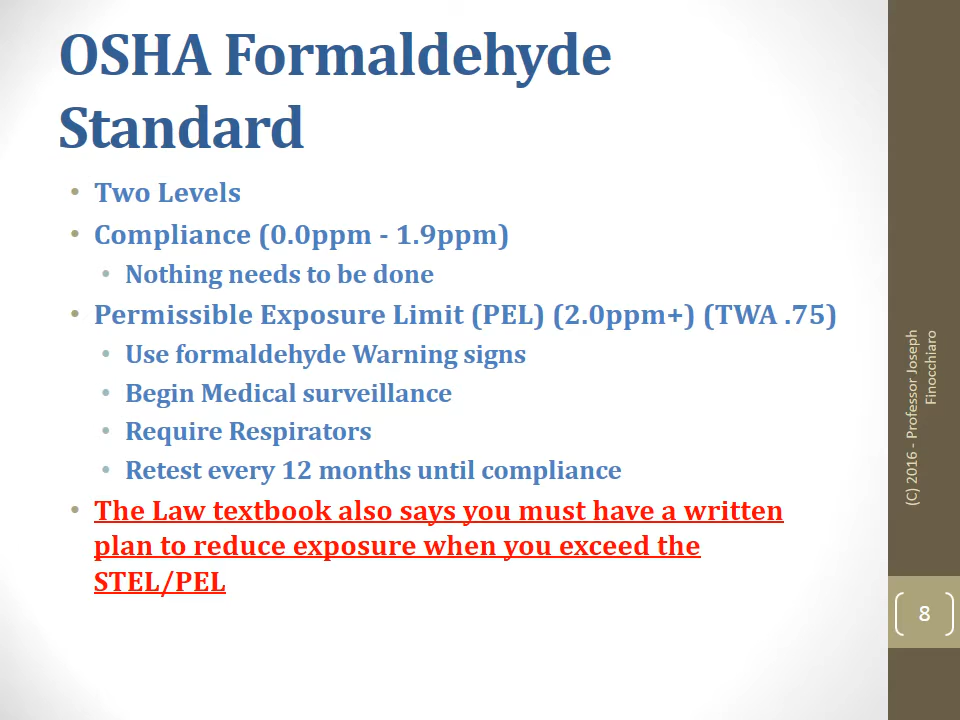 OSHA Formaldehyde
Standard
• Two Levels
• Compliance (0.0ppm - 1.9ppm)
• Nothing needs to be done
• Permissible Exposure Limit (PEL) (2.0ppm+) (TWA .75)
• Use formaldehyde Warning signs
• Begin Medical surveillance
• Require Respirators
• Retest every 12 months until compliance
• The Law textbook also says you must have a written
plan to reduce exposure when you exceed the
STEL/PEL
(C) 2016 - Professor Joseph
Finocchiaro
8